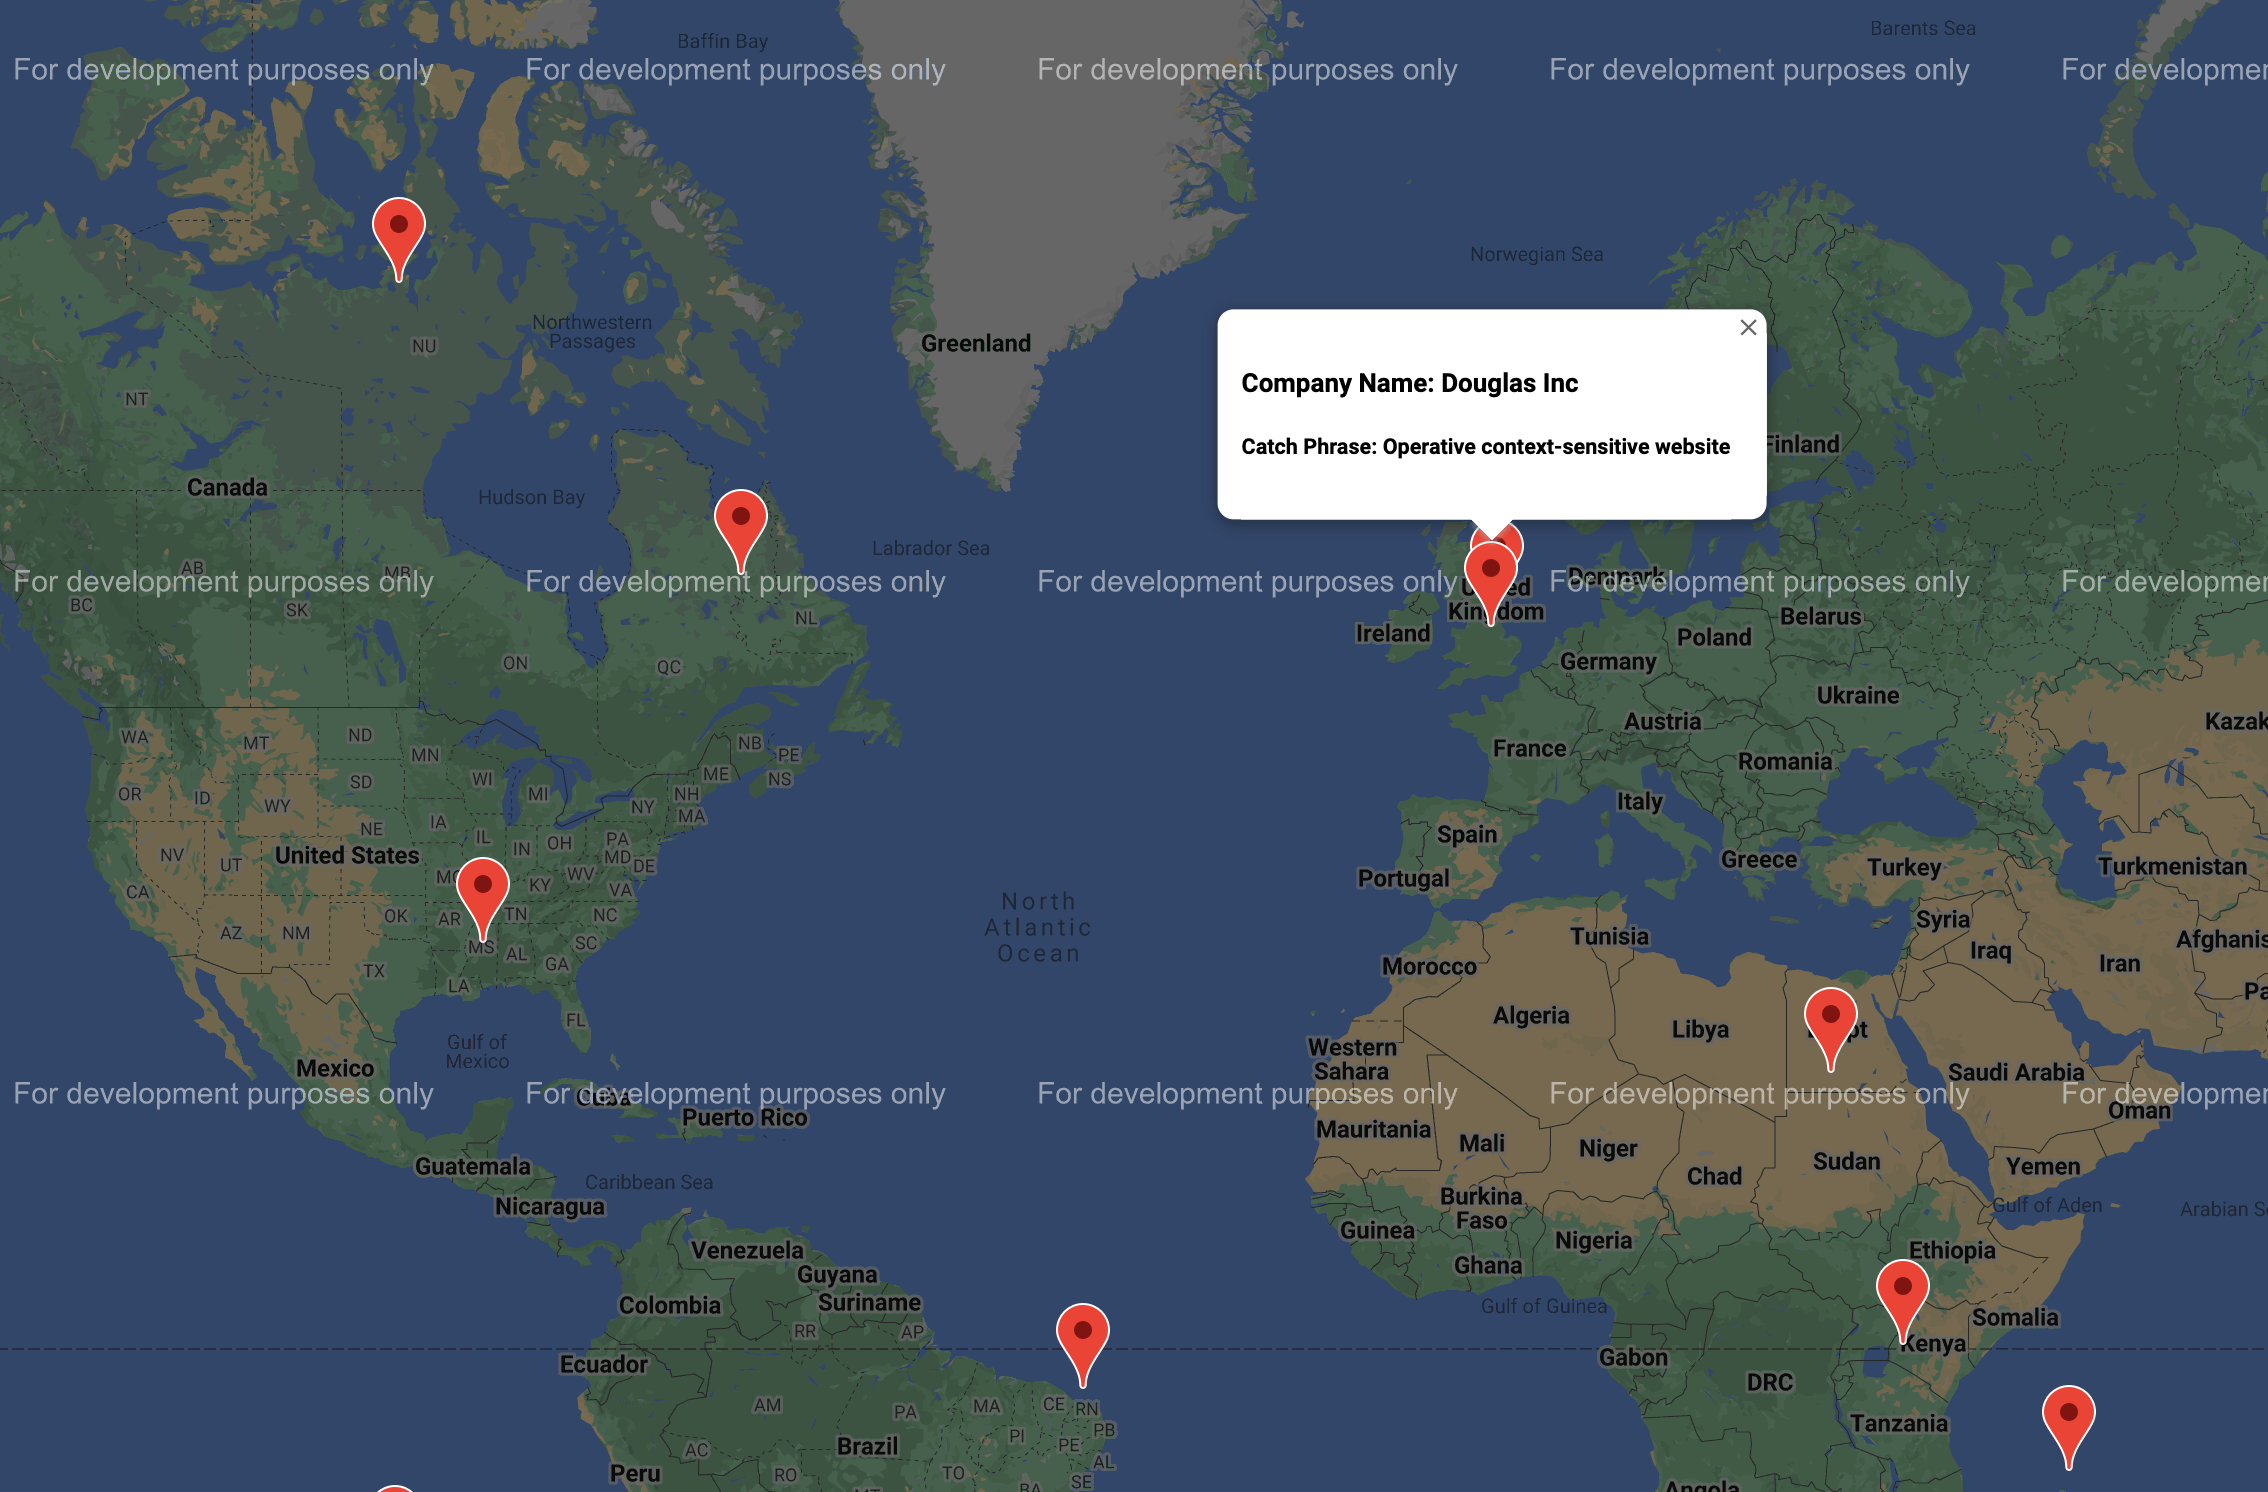 Baffin Bay
Barents Sea
For development purposes only
For development purposes only
For development purposes only
For development purposes only
For developmen
Norwegian Sea
Northwestern
Passages
NU
Greenland
NT
Company Name: Douglas Inc
Catch Phrase: Operative context-sensitive website
Finland
Canada
Hudson Bay
Labrador Sea
AB
MB
For development purposes only
For development purposes only
For development purposes only
For development purposes only
For developmen
Denmark
United
Kingdom
BC
SK
NL
Ireland
Belarus
Poland
ON
QC
Germany
Ukraine
Austria
Kazak
WA
MT
ND
MN
NB
PE
France
Romania
ME
NS
WI
SD
OR
ID
WY
MI
NH
NY
MA
Italy
NE
IA
IL
IN
OH
PA
Spain
NV
UT
United States
MD
DE
Greece
Turkey
Turkmenistan
CA
KY
WV
VA
Portugal
OK
AR
TN
NC
North
Atlantic
Ocean
Syria
AZ
NM
MS
AL
SC
Tunisia
Iraq
Afghanis
GA
TX
Morocco
Iran
LA
Pa
FL
Algeria
Libya
Gulf of
Mexico
Western
Sahara
Mexico
Saudi Arabia
For development purposes only
For development purposes only
For development purposes only
For development purposes only
For developmen
Cuba
Puerto Rico
Oman
Mauritania
Mali
Niger
Sudan
Chad
Yemen
Guatemala
Caribbean Sea
Nicaragua
Burkina
Faso
Gulf of Aden
Arabian Se
Guinea
Nigeria
Ethiopia
Venezuela
Ghana
Guyana
Colombia
Suriname
Gulf of Guinea
Somalia
RR
AP
Kenya
Ecuador
Gabon
DRC
AM
PA
MA
CE
RN
Tanzania
PB
PI
PE
AC
Brazil
AL
Peru
RO
TO
SE
BA
Angola